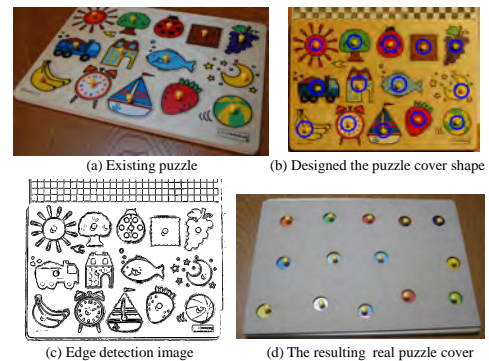 (a) Existing puzzle
(b) Designed the puzzle cover shape
(c) Edge detection image
(d) The resulting real puzzle cover